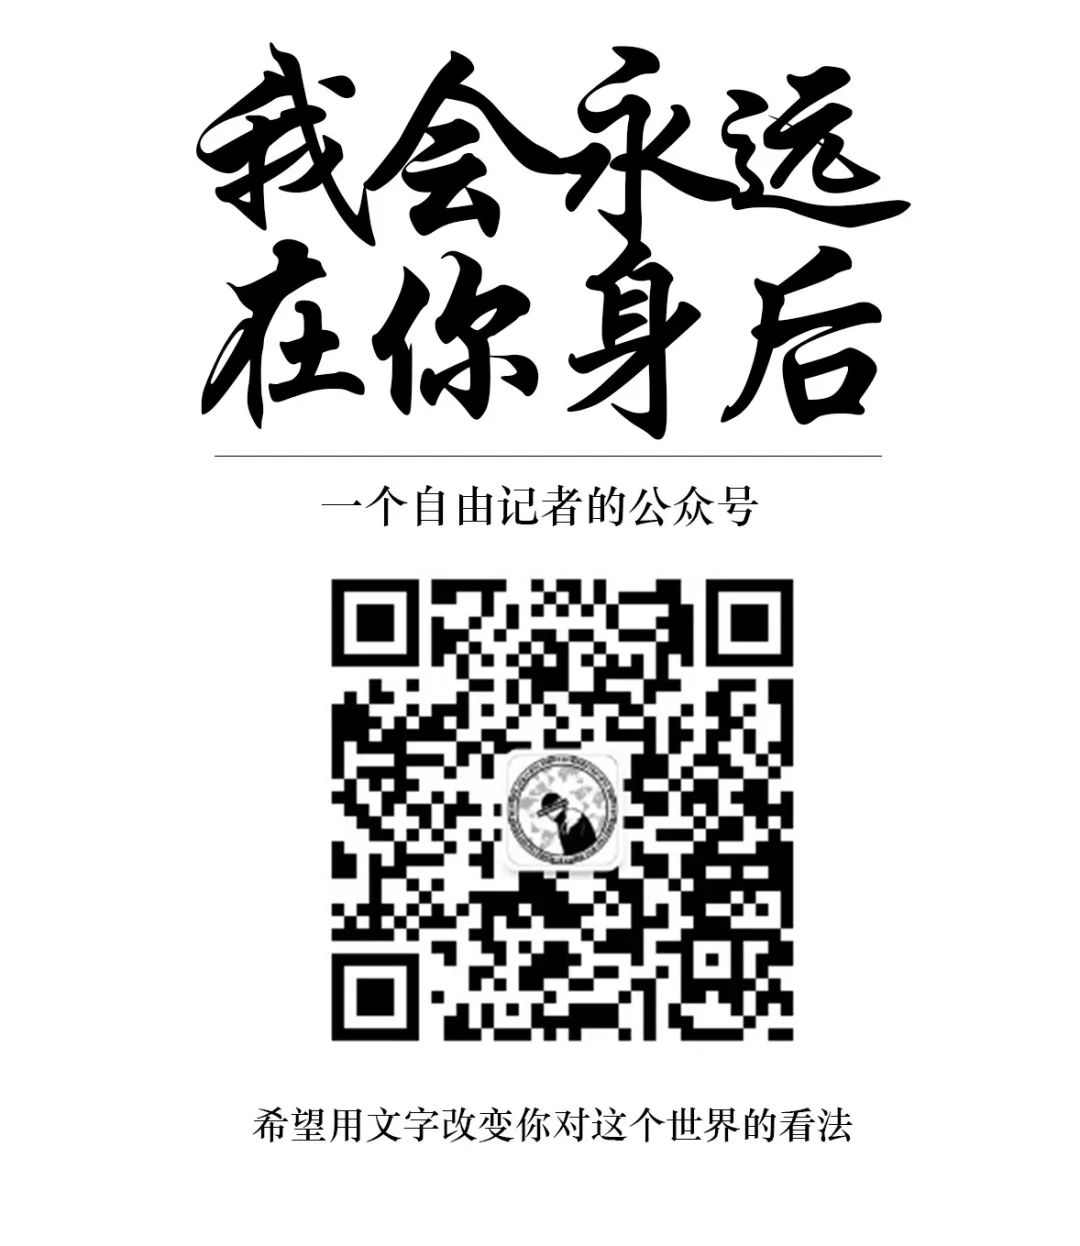 我会永远
在你身后
一个自由记者的公众号
希望用文字改变你对这个世界的看法